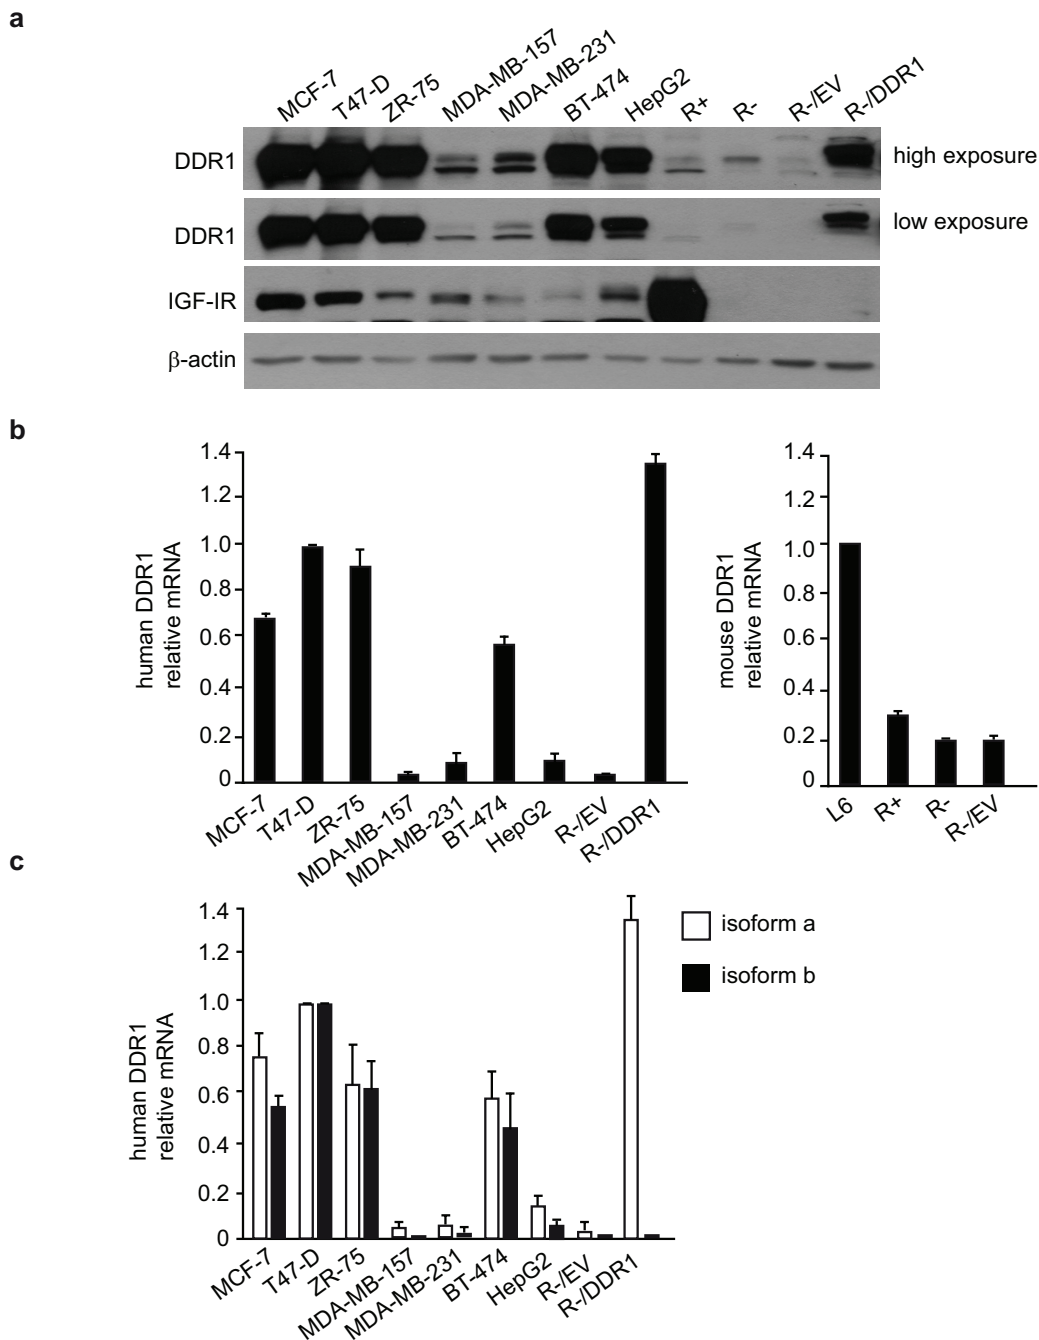 a
MCF-7
T47-D
ZR-75
MDA-MB-157
MDA-MB-231
BT-474
HepG2
R+
R-
R-/EV
R-/DDR1
DDR1
high exposure
DDR1
low exposure
IGF-IR
β-actin
b
human DDR1
relative mRNA
1.4
1.2
1.0
0.8
0.6
0.4
0.2
0
MCF-7
T47-D
ZR-75
MDA-MB-157
MDA-MB-231
BT-474
HepG2
R-/EV
R-/DDR1
mouse DDR1
relative mRNA
1.4
1.2
1.0
0.8
0.6
0.4
0.2
0
L6
R+
R-
R-/EV
c
human DDR1
relative mRNA
1.4
1.2
1.0
0.8
0.6
0.4
0.2
0
MCF-7
T47-D
ZR-75
MDA-MB-157
MDA-MB-231
BT-474
HepG2
R-/EV
R-/DDR1
isoform a
isoform b